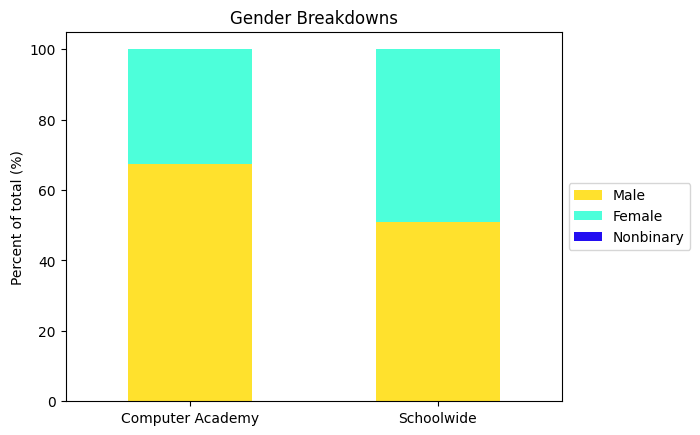 Gender Breakdowns
Percent of total (%)
100
80
60
40
20
0
Computer Academy
Schoolwide
Male
Female
Nonbinary